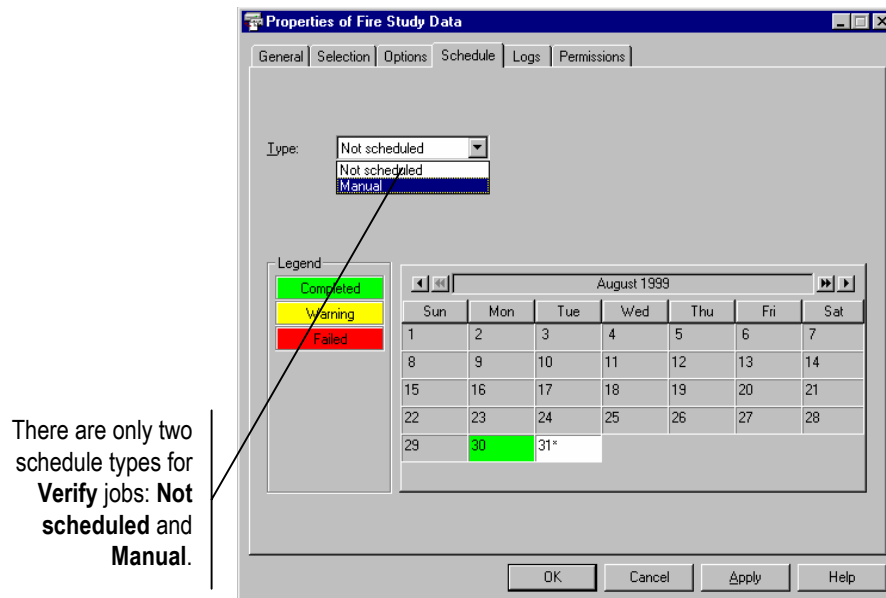 Properties of Fire Study Data
General Selection Options Schedule Logs Permissions
Type: Not scheduled
Not scheduled
Manual
Legend
Completed
Warning
Failed
August 1999
Sun Mon Tue Wed Thu Fri Sat
1 2 3 4 5 6 7
8 9 10 11 12 13 14
15 16 17 18 19 20 21
22 23 24 25 26 27 28
29 30 31*
There are only two
schedule types for
Verify jobs: Not
scheduled and
Manual.
OK Cancel Apply Help